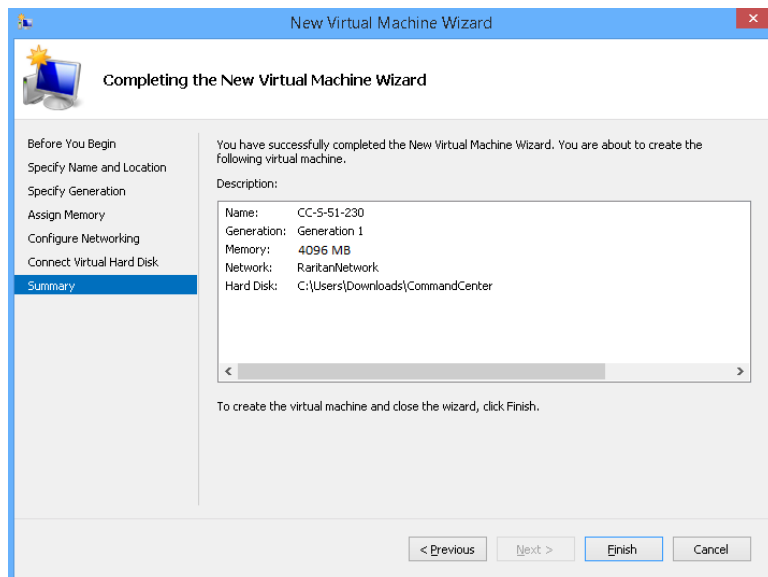 New Virtual Machine Wizard
Completing the New Virtual Machine Wizard
Before You Begin
Specify Name and Location
Specify Generation
Assign Memory
Configure Networking
Connect Virtual Hard Disk
Summary
You have successfully completed the New Virtual Machine Wizard. You are about to create the
following virtual machine.
Description:
Name: CC-S-51-230
Generation: Generation 1
Memory: 4096 MB
Network: RaritanNetwork
Hard Disk: C:\Users\Downloads\CommandCenter
To create the virtual machine and close the wizard, click Finish.
< Previous Next > Finish Cancel